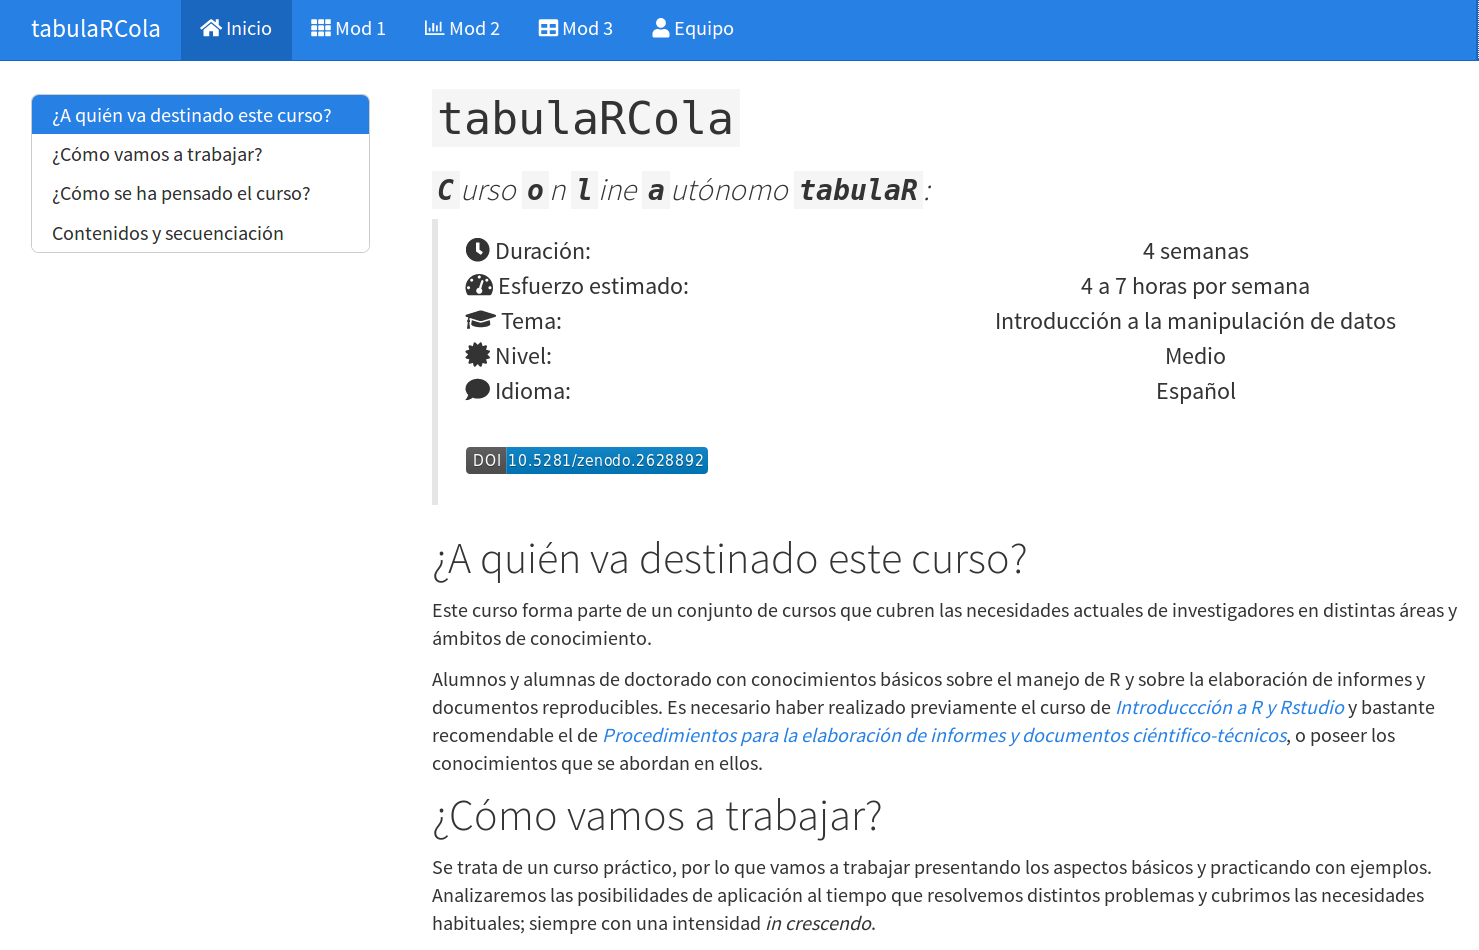 tabulaRCola Inicio Mod 1 Mod 2 Mod 3 Equipo
¿A quién va destinado este curso?
¿Cómo vamos a trabajar?
¿Cómo se ha pensado el curso?
Contenidos y secuenciación
tabulaRCola
Curso on line autónomo tabulaR:
Duración: 4 semanas
Esfuerzo estimado: 4 a 7 horas por semana
Tema: Introducción a la manipulación de datos
Nivel: Medio
Idioma: Español
DOI 10.5281/zenodo.2628892
¿A quién va destinado este curso?
Este curso forma parte de un conjunto de cursos que cubren las necesidades actuales de investigadores en distintas áreas y
ámbitos de conocimiento.
Alumnos y alumnas de doctorado con conocimientos básicos sobre el manejo de R y sobre la elaboración de informes y
documentos reproducibles. Es necesario haber realizado previamente el curso de Introduccción a R y Rstudio y bastante
recomendable el de Procedimientos para la elaboración de informes y documentos ciéntifico-técnicos, o poseer los
conocimientos que se abordan en ellos.
¿Cómo vamos a trabajar?
Se trata de un curso práctico, por lo que vamos a trabajar presentando los aspectos básicos y practicando con ejemplos.
Analizaremos las posibilidades de aplicación al tiempo que resolvemos distintos problemas y cubrimos las necesidades
habituales; siempre con una intensidad in crescendo.